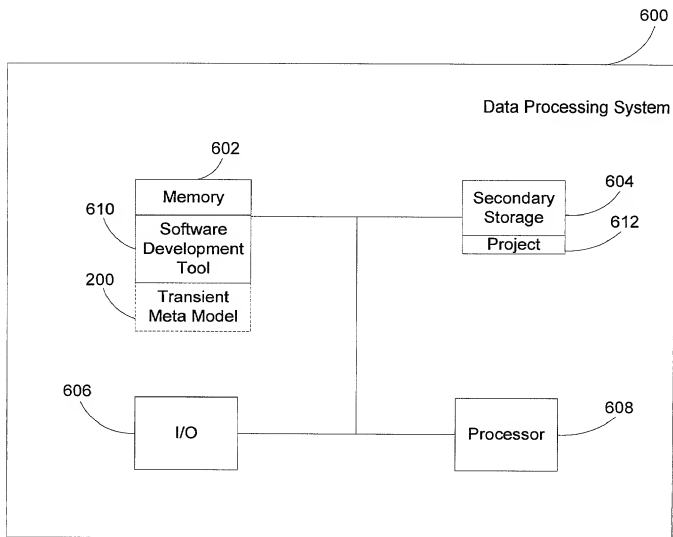 600
Data Processing System
602
Memory
610
Software
Development
Tool
200
Transient
Meta Model
Secondary
Storage
604
Project
612
606
I/O
Processor
608